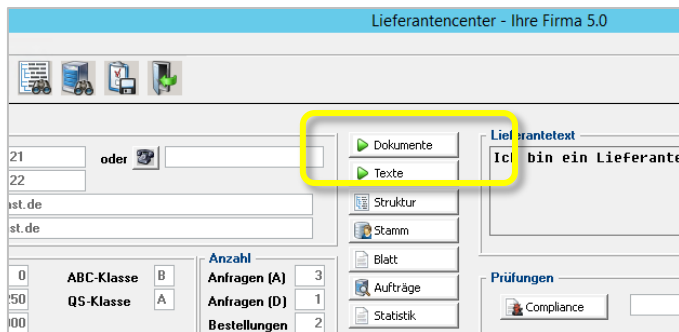 Lieferantencenter - Ihre Firma 5.0
21
oder
22
ast.de
st.de
Dokumente
Texte
Struktur
Stamm
Blatt
Aufträge
Statistik
Lieferantetext
Ich bin ein Lieferante
0
ABC-Klasse B
250
QS-Klasse A
000
Anzahl
Anfragen (A) 3
Anfragen (D) 1
Bestellungen 2
Prüfungen
Compliance